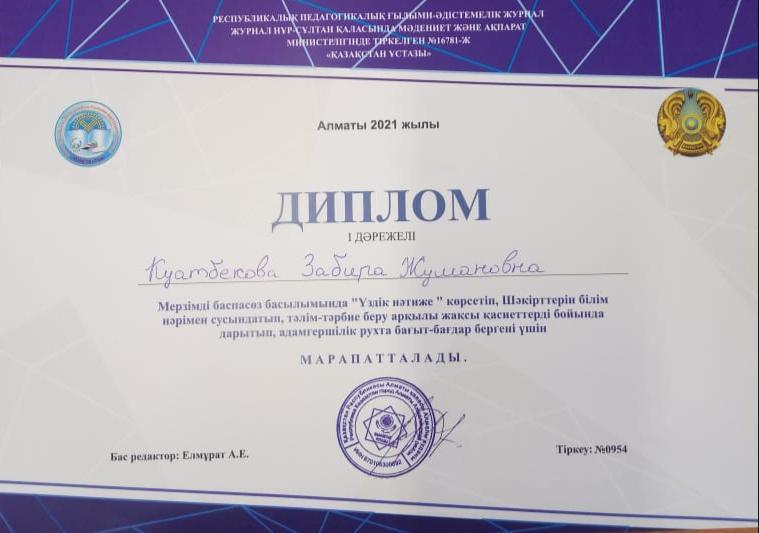 РЕСПУБЛИКАЛЫҚ ПЕДАГОГИКАЛЫҚ ҒЫЛЫМИ-ӘДІСТЕМЕЛІК ЖУРНАЛ
ЖУРНАЛ НҰР-СҰЛТАН ҚАЛАСЫНДА МӘДЕНИЕТ ЖӘНЕ АҚПАРАТ
МИНИСТЕРЛІГІНДЕ ТІРКЕЛГЕН №16781-Ж
«ҚАЗАҚСТАН ҰСТАЗЫ»
Алматы 2021 жылы
ДИПЛОМ
І ДӘРЕЖЕЛІ
Куатбекова Забира Жумановна
Мерзімді баспасөз басылымында "Үздік нәтиже " көрсетіп, Шәкірттерін білім
нәрімен сусындатып, тәлім-тәрбие беру арқылы жақсы қасиеттерді бойында
дарытып, адамгершілік рухта бағыт-бағдар бергені үшін
МАРАПАТТАЛАДЫ.
Бас редактор: Елмұрат А.Е.
Тіркеу: №0954